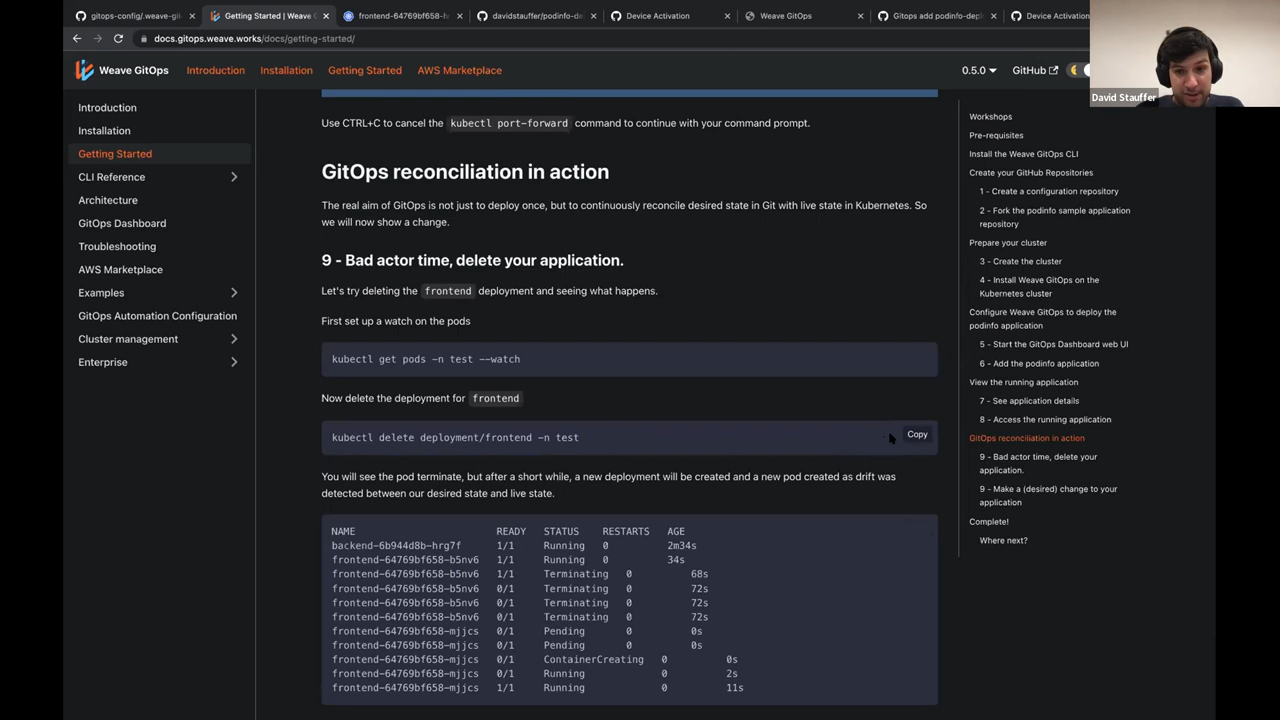 gitops-config/.weave-git
Getting Started | Weave G
frontend-64769bf658-h
davidstauffer/podinfo-de
Device Activation
Weave GitOps
Gitops add podinfo-dep
Device Activation
docs.gitops.weave.works/docs/getting-started/
Weave GitOps
Introduction
Installation
Getting Started
AWS Marketplace
0.5.0
GitHub
David Stauffer
Introduction
Installation
Getting Started
CLI Reference
Architecture
GitOps Dashboard
Troubleshooting
AWS Marketplace
Examples
GitOps Automation Configuration
Cluster management
Enterprise
Use CTRL+C to cancel the kubectl port-forward command to continue with your command prompt.
GitOps reconciliation in action
The real aim of GitOps is not just to deploy once, but to continuously reconcile desired state in Git with live state in Kubernetes. So
we will now show a change.
9 - Bad actor time, delete your application.
Let's try deleting the frontend deployment and seeing what happens.
First set up a watch on the pods
kubectl get pods -n test --watch
Now delete the deployment for frontend
kubectl delete deployment/frontend -n test
Copy
You will see the pod terminate, but after a short while, a new deployment will be created and a new pod created as drift was
detected between our desired state and live state.
NAME READY STATUS RESTARTS AGE
backend-6b944d8b-hrg7f 1/1 Running 0 2m34s
frontend-64769bf658-b5nv6 1/1 Running 0 34s
frontend-64769bf658-b5nv6 1/1 Terminating 0 68s
frontend-64769bf658-b5nv6 0/1 Terminating 0 72s
frontend-64769bf658-b5nv6 0/1 Terminating 0 72s
frontend-64769bf658-b5nv6 0/1 Terminating 0 72s
frontend-64769bf658-mjjcs 0/1 Pending 0 0s
frontend-64769bf658-mjjcs 0/1 Pending 0 0s
frontend-64769bf658-mjjcs 0/1 ContainerCreating 0 0s
frontend-64769bf658-mjjcs 0/1 Running 0 2s
frontend-64769bf658-mjjcs 1/1 Running 0 11s
Workshops
Pre-requisites
Install the Weave GitOps CLI
Create your GitHub Repositories
1 - Create a configuration repository
2 - Fork the podinfo sample application
repository
Prepare your cluster
3 - Create the cluster
4 - Install Weave GitOps on the
Kubernetes cluster
Configure Weave GitOps to deploy the
podinfo application
5 - Start the GitOps Dashboard web UI
6 - Add the podinfo application
View the running application
7 - See application details
8 - Access the running application
GitOps reconciliation in action
9 - Bad actor time, delete your
application.
9 - Make a (desired) change to your
application
Complete!
Where next?